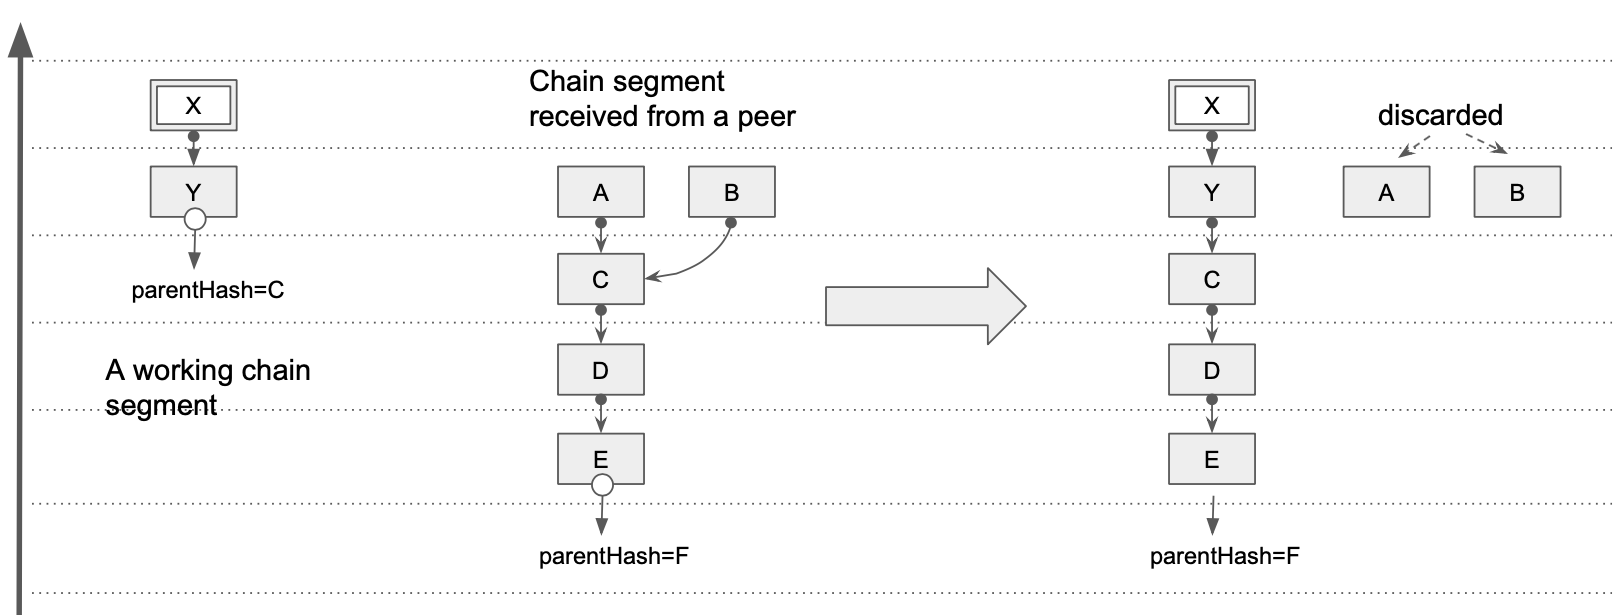 X
Y
parentHash=C
A working chain
segment
Chain segment
received from a peer
A
B
C
D
E
parentHash=F
X
Y
C
D
E
parentHash=F
discarded
A
B